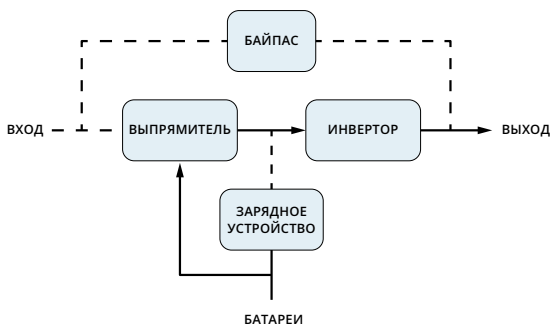 БАЙПАС
ВХОД
ВЫПРЯМИТЕЛЬ
ИНВЕРТОР
ВЫХОД
ЗАРЯДНОЕ
УСТРОЙСТВО
БАТАРЕИ